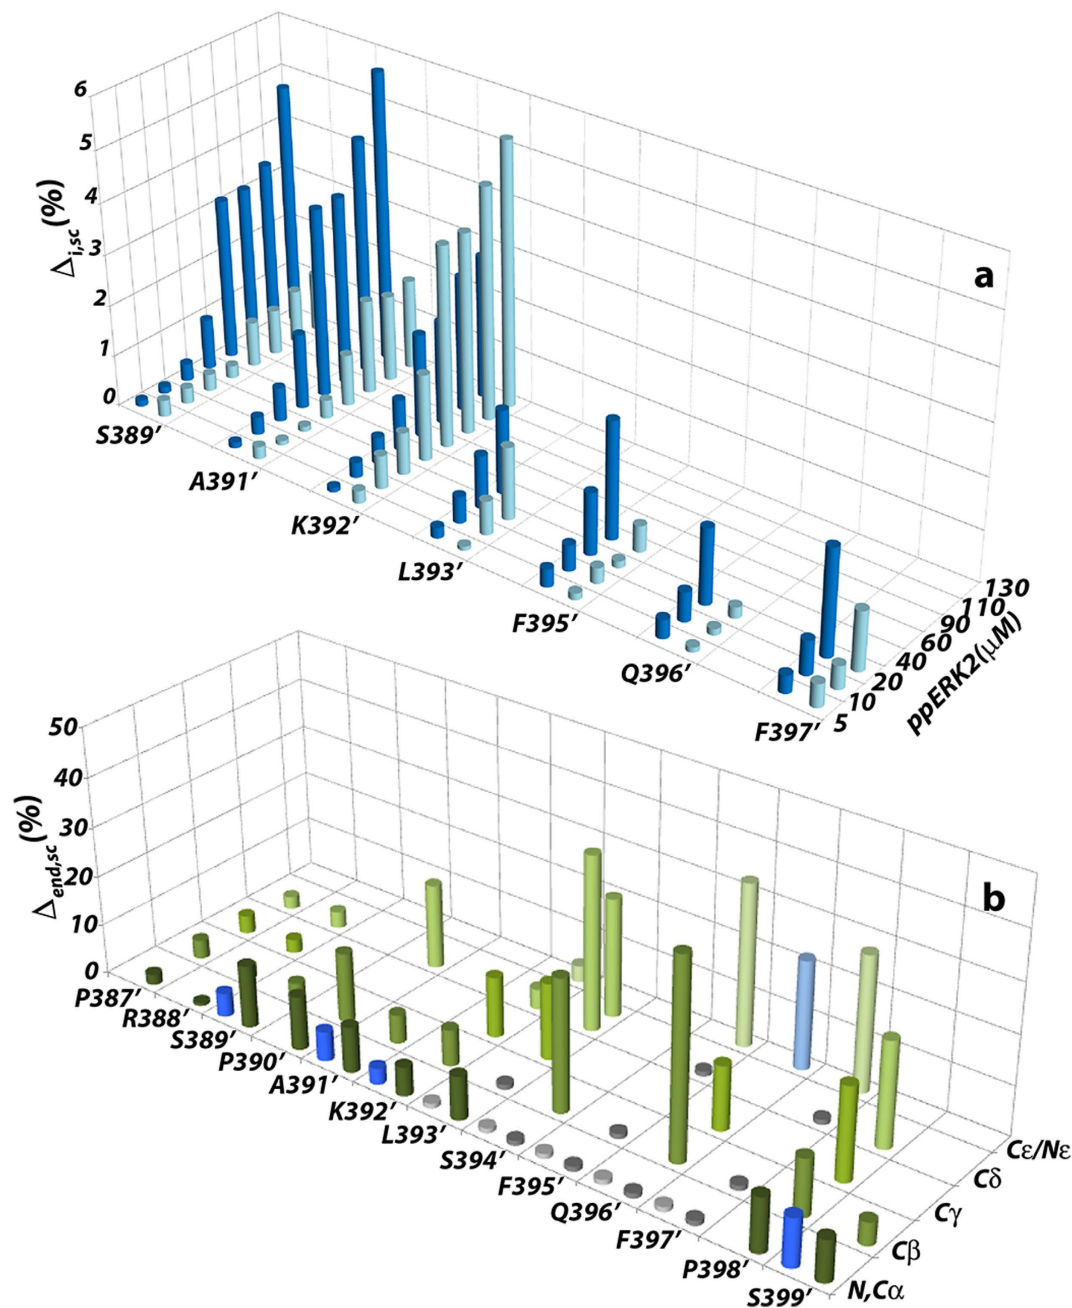 6
5
4
3
2
1
0
Δi,sc(%)
a
S389′
A391′
K392′
L393′
F395′
Q396′
F397′
5
10
20
40
60
90
110
130
ppERK2(μM)
50
40
30
20
10
0
Δend,sc(%)
b
P387′
R388′
S389′
P390′
A391′
K392′
L393′
S394′
F395′
Q396′
F397′
P398′
S399′
N,Cα
Cβ
Cγ
Cδ
Cε/Nε